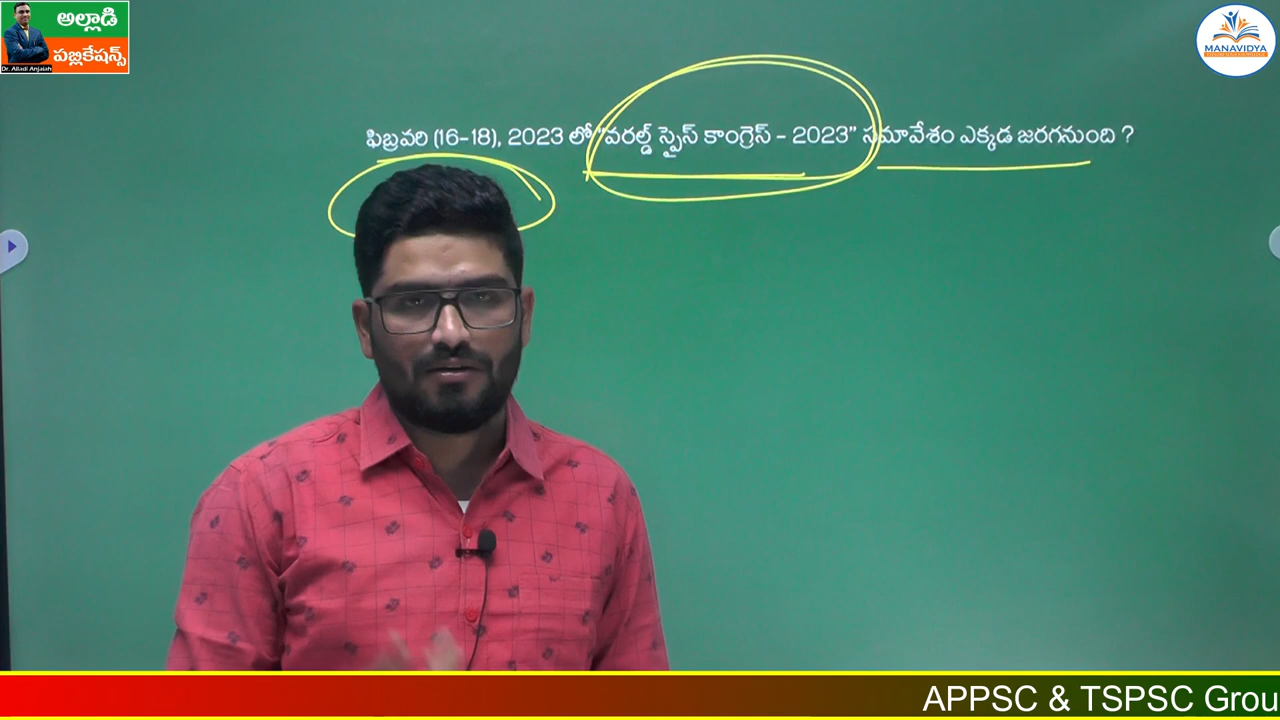 అల్లాడి
పబ్లికేషన్స్
Dr. Alladi Anjaiah
MANAVIDYA
ఫిబ్రవరి (16-18), 2023 లో "వరల్డ్ స్పైస్ కాంగ్రెస్ - 2023" సమావేశం ఎక్కడ జరగనుంది ?
APPSC & TSPSC Grou